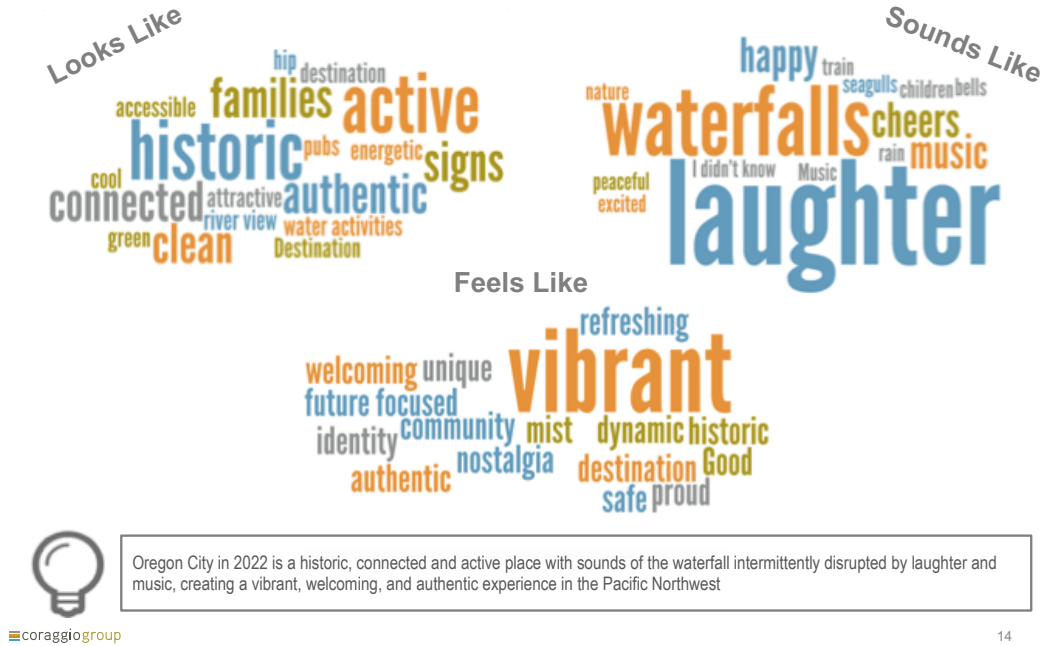 Looks Like
hip
destination
accessible
families
active
historic
pubs
energetic
signs
cool
connected
attractive
authentic
river view
water activities
green
clean
Destination
Sounds Like
happy
train
seagulls
children
bells
nature
waterfalls
cheers
rain
music
I didn't know
Music
peaceful
excited
laughter
Feels Like
refreshing
vibrant
welcoming
unique
future focused
community
mist
dynamic
historic
identity
nostalgia
destination
Good
authentic
safe
proud
Oregon City in 2022 is a historic, connected and active place with sounds of the waterfall intermittently disrupted by laughter and
music, creating a vibrant, welcoming, and authentic experience in the Pacific Northwest
coraggiogroup
14